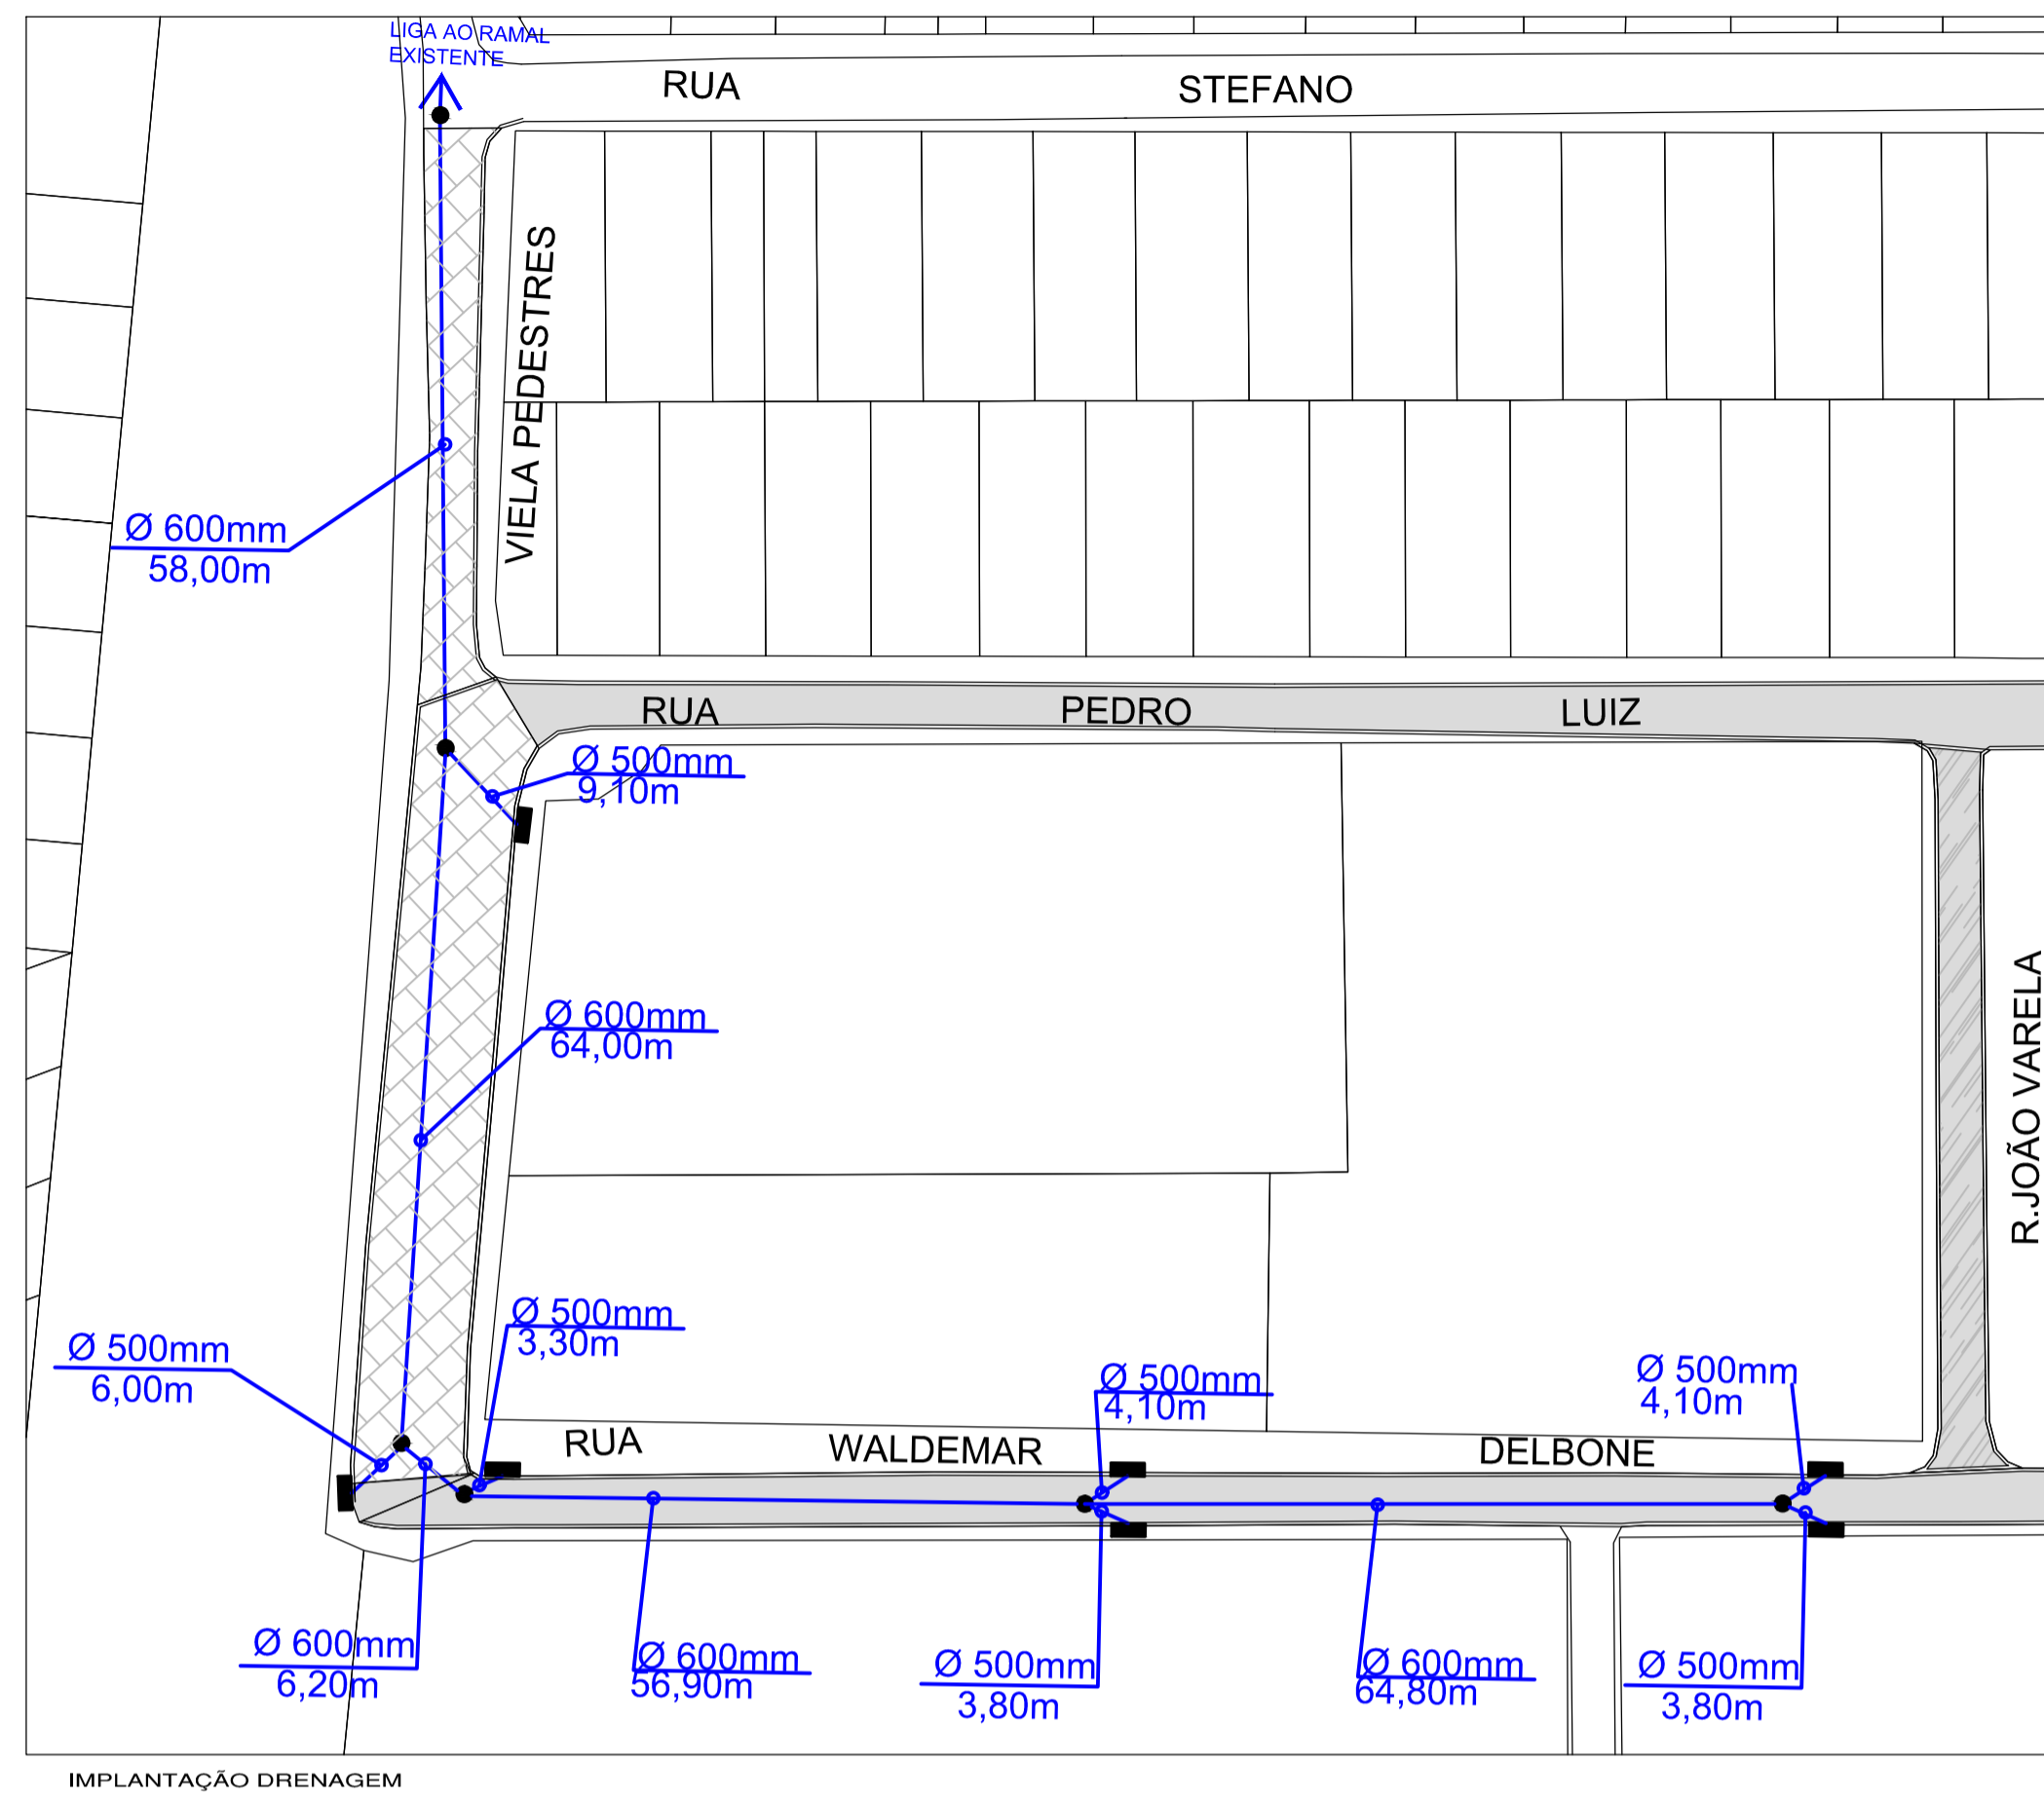 LIGA AO RAMAL
EXISTENTE
RUA STEFANO
VIELA PEDESTRES
Ø 600mm
58,00m
RUA PEDRO LUIZ
Ø 500mm
9,10m
Ø 600mm
64,00m
R.JOÃO VARELA
Ø 500mm
3,30m
Ø 500mm
6,00m
Ø 500mm
4,10m
Ø 500mm
4,10m
RUA WALDEMAR DELBONE
Ø 600mm
6,20m
Ø 600mm
56,90m
Ø 500mm
3,80m
Ø 600mm
64,80m
Ø 500mm
3,80m
IMPLANTAÇÃO DRENAGEM